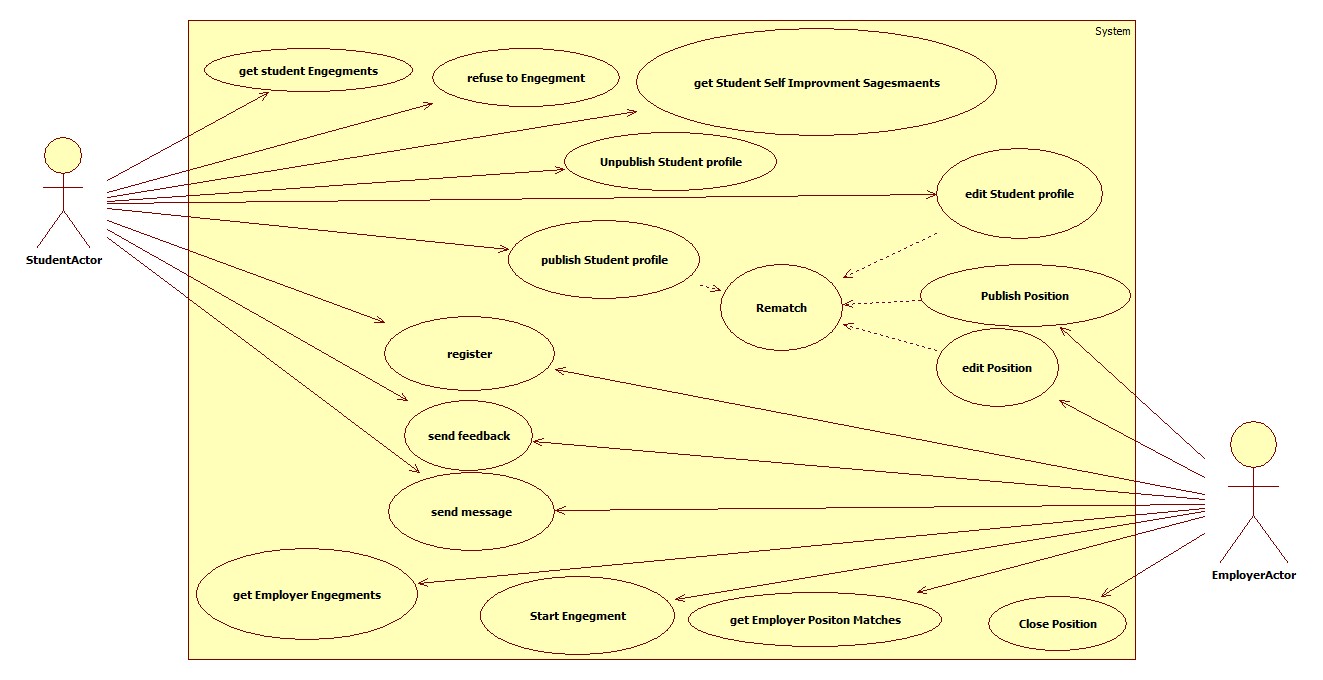 System
get student Engegments
refuse to Engegment
get Student Self Improvment Sagesmaents
Unpublish Student profile
edit Student profile
StudentActor
publish Student profile
Publish Position
Rematch
register
edit Position
send feedback
send message
EmployerActor
get Employer Engegments
Start Engegment
get Employer Positon Matches
Close Position